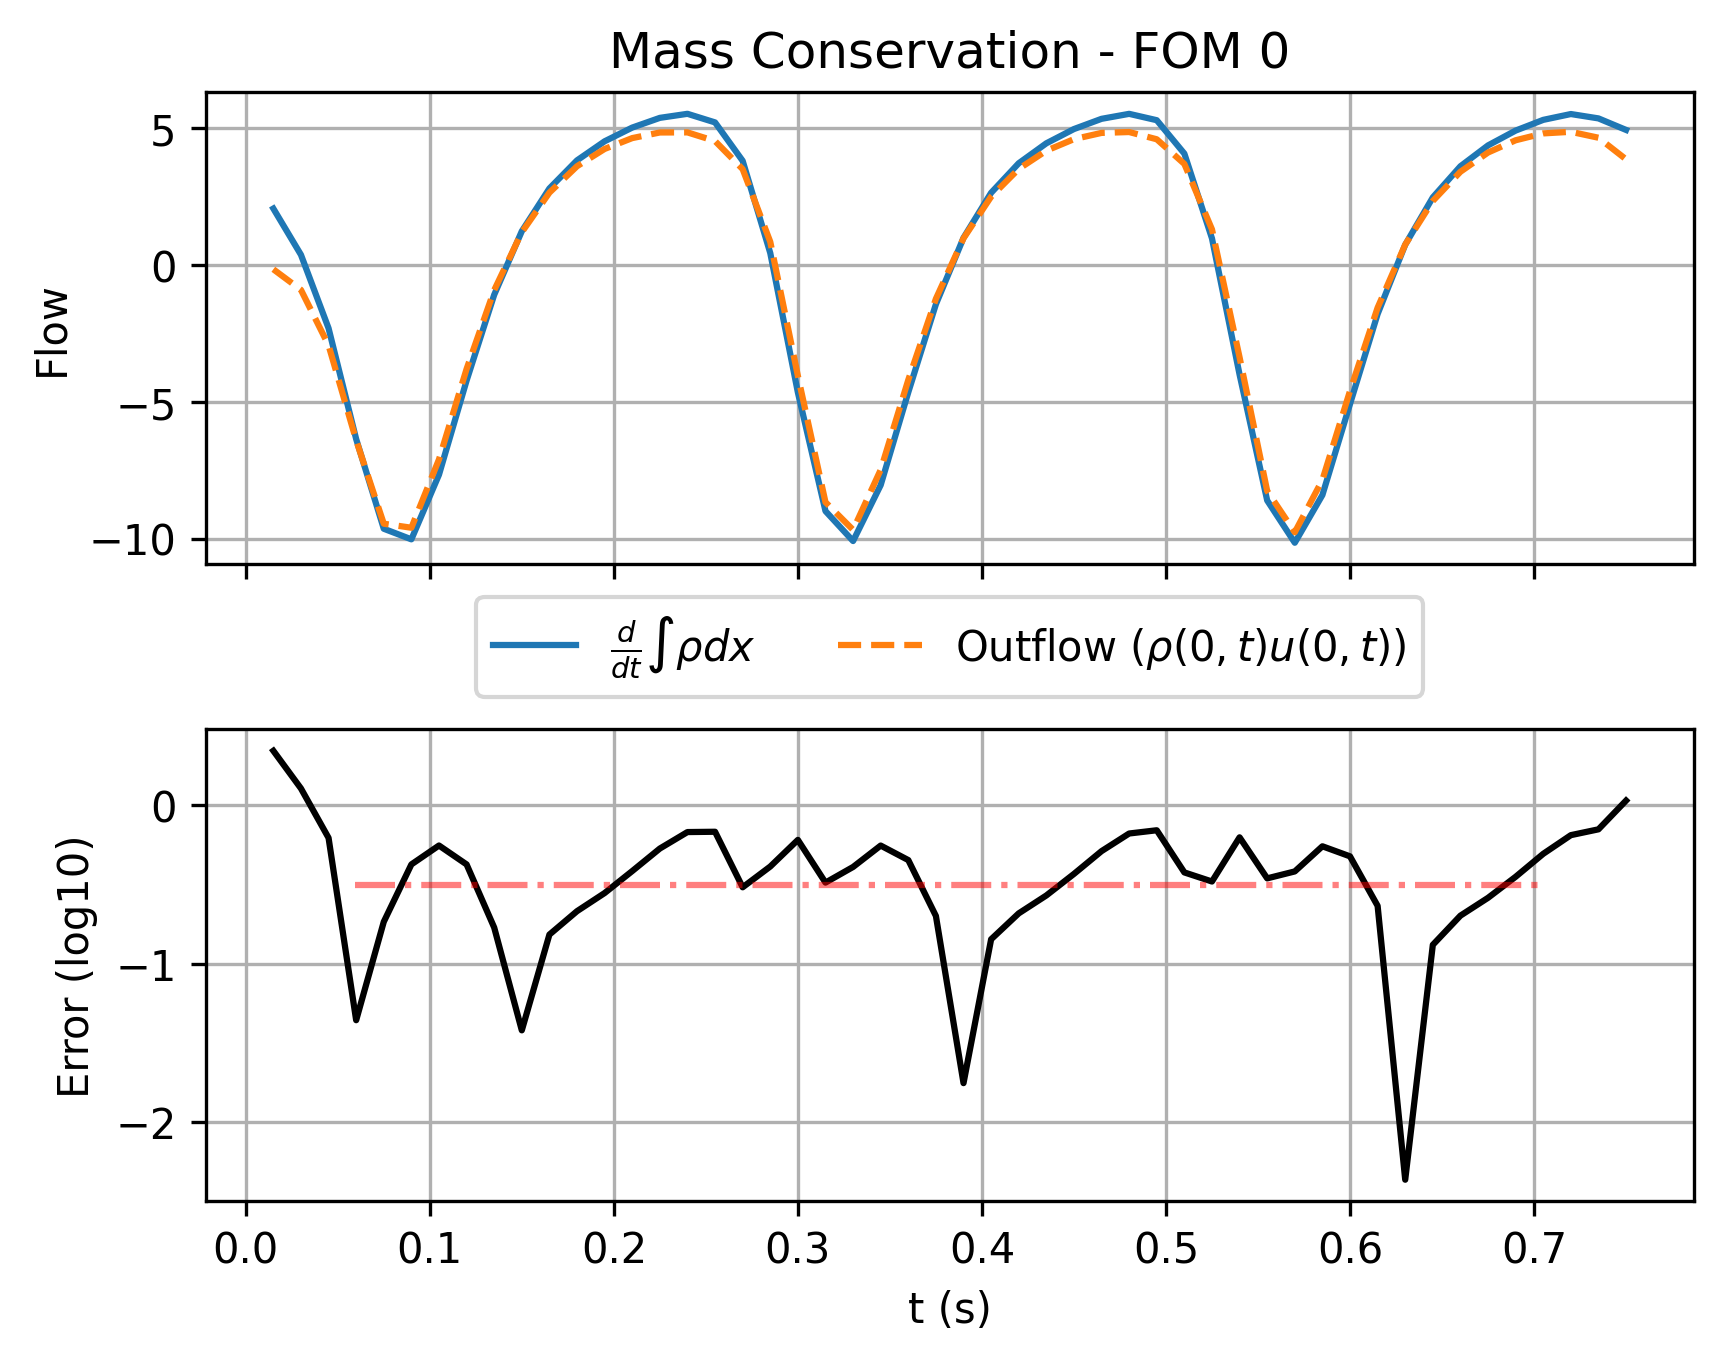 Mass Conservation - FOM 0
5
0
−5
−10
Flow
d/dt ∫ρdx
Outflow (ρ(0, t)u(0, t))
0
−1
−2
Error (log10)
0.0 0.1 0.2 0.3 0.4 0.5 0.6 0.7
t (s)